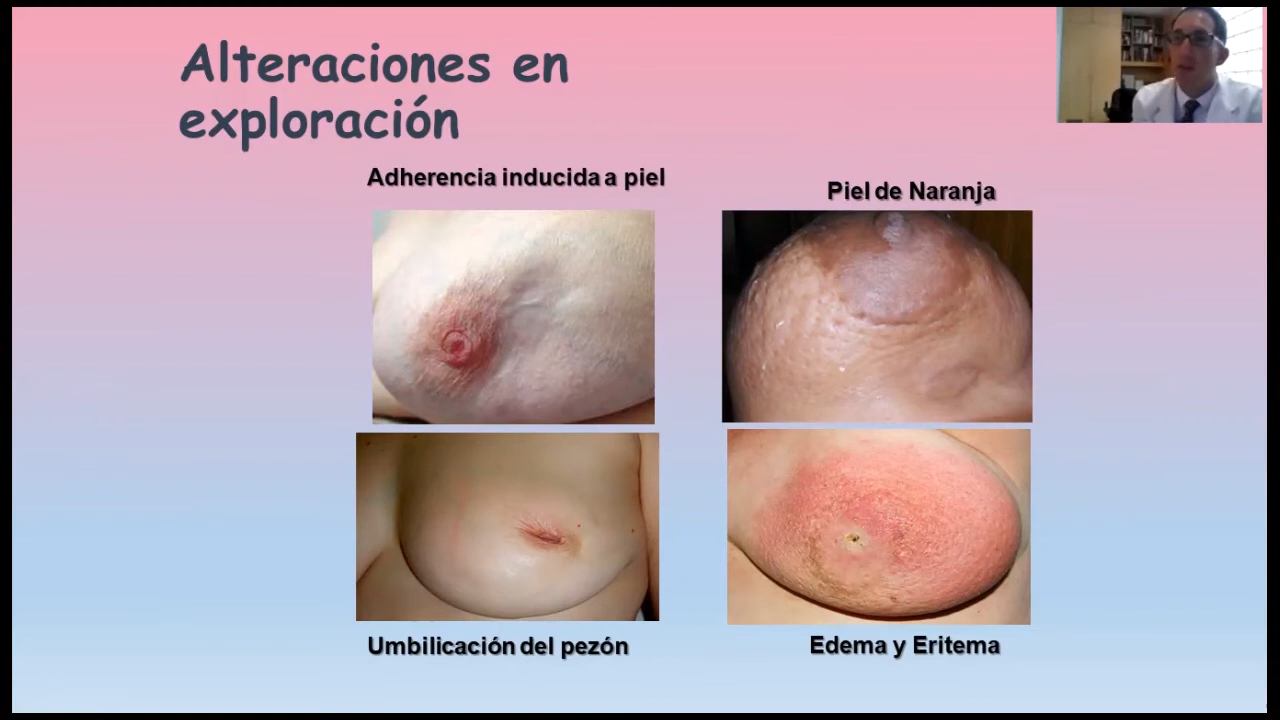 Alteraciones en
exploración
Adherencia inducida a piel
Piel de Naranja
Umbilicación del pezón
Edema y Eritema